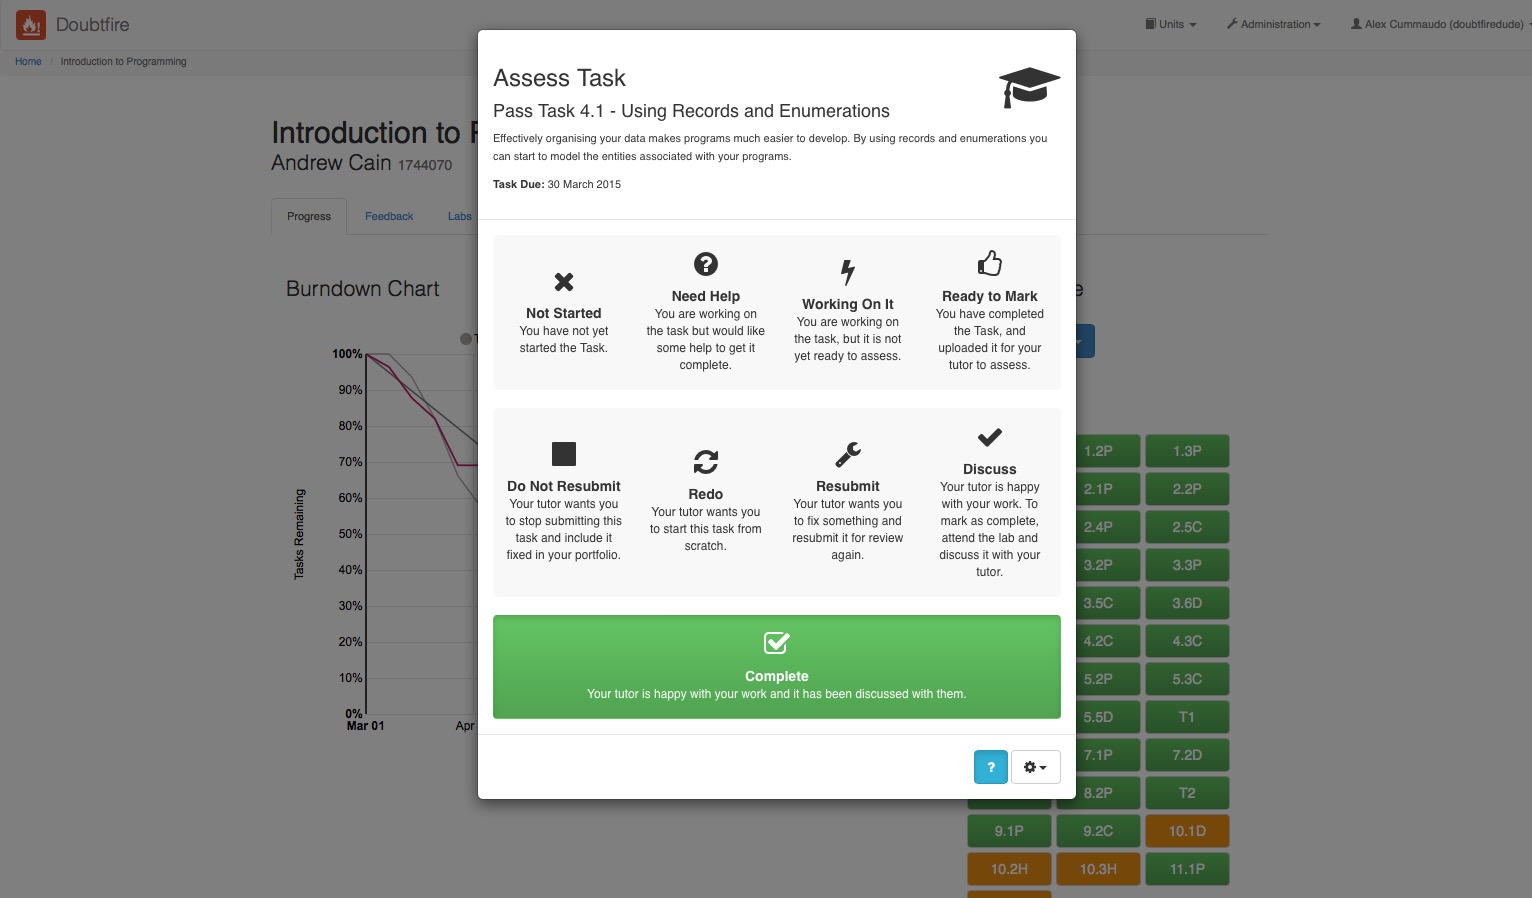 Doubtfire
Units
Administration
Alex Cummaudo (doubtfiredude)
Home / Introduction to Programming
Introduction to
Andrew Cain 1744070
Progress
Feedback
Labs
Burndown Chart
100%
90%
80%
70%
60%
50%
40%
30%
20%
10%
0%
Tasks Remaining
Mar 01
Apr
Assess Task
Pass Task 4.1 - Using Records and Enumerations
Effectively organising your data makes programs much easier to develop. By using records and enumerations you
can start to model the entities associated with your programs.
Task Due: 30 March 2015
Not Started
You have not yet
started the Task.
Need Help
You are working on
the task but would like
some help to get it
complete.
Working On It
You are working on
the task, but it is not
yet ready to assess.
Ready to Mark
You have completed
the Task, and
uploaded it for your
tutor to assess.
Do Not Resubmit
Your tutor wants you
to stop submitting this
task and include it
fixed in your portfolio.
Redo
Your tutor wants you
to start this task from
scratch.
Resubmit
Your tutor wants you
to fix something and
resubmit it for review
again.
Discuss
Your tutor is happy
with your work. To
mark as complete,
attend the lab and
discuss it with your
tutor.
Complete
Your tutor is happy with your work and it has been discussed with them.
?
1.2P 1.3P
2.1P 2.2P
2.4P 2.5C
3.2P 3.3P
3.5C 3.6D
4.2C 4.3C
5.2P 5.3C
5.5D T1
7.1P 7.2D
8.2P T2
9.1P 9.2C 10.1D
10.2H 10.3H 11.1P